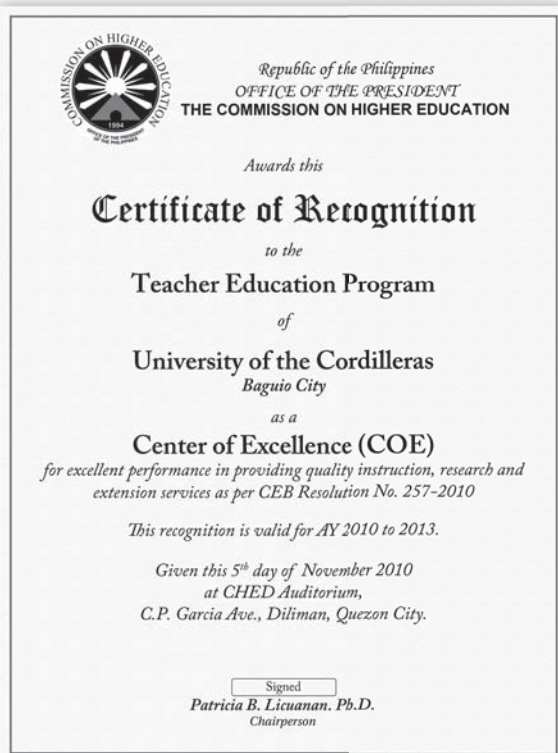 COMMISSION ON HIGHER EDUCATION
1994
OFFICE OF THE PRESIDENT
OF THE PHILIPPINES
Republic of the Philippines
OFFICE OF THE PRESIDENT
THE COMMISSION ON HIGHER EDUCATION
Awards this
Certificate of Recognition
to the
Teacher Education Program
of
University of the Cordilleras
Baguio City
as a
Center of Excellence (COE)
for excellent performance in providing quality instruction, research and
extension services as per CEB Resolution No. 257-2010
This recognition is valid for AY 2010 to 2013.
Given this 5th day of November 2010
at CHED Auditorium,
C.P. Garcia Ave., Diliman, Quezon City.
Signed
Patricia B. Licuanan. Ph.D.
Chairperson